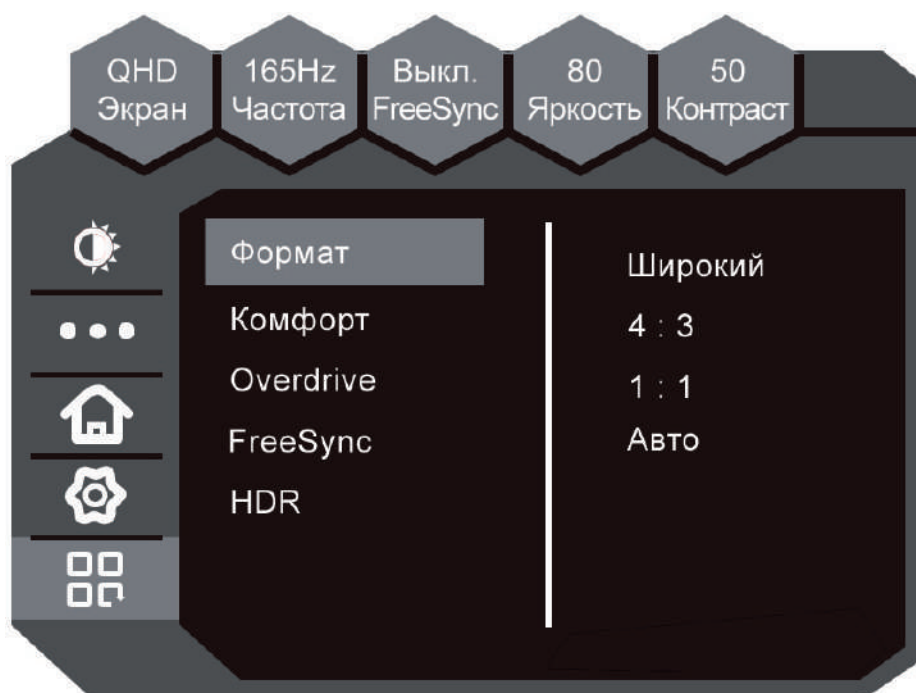 QHD
Экран
165Hz
Частота
Выкл.
FreeSync
80
Яркость
50
Контраст
Формат
Комфорт
Overdrive
FreeSync
HDR
Широкий
4 : 3
1 : 1
Авто